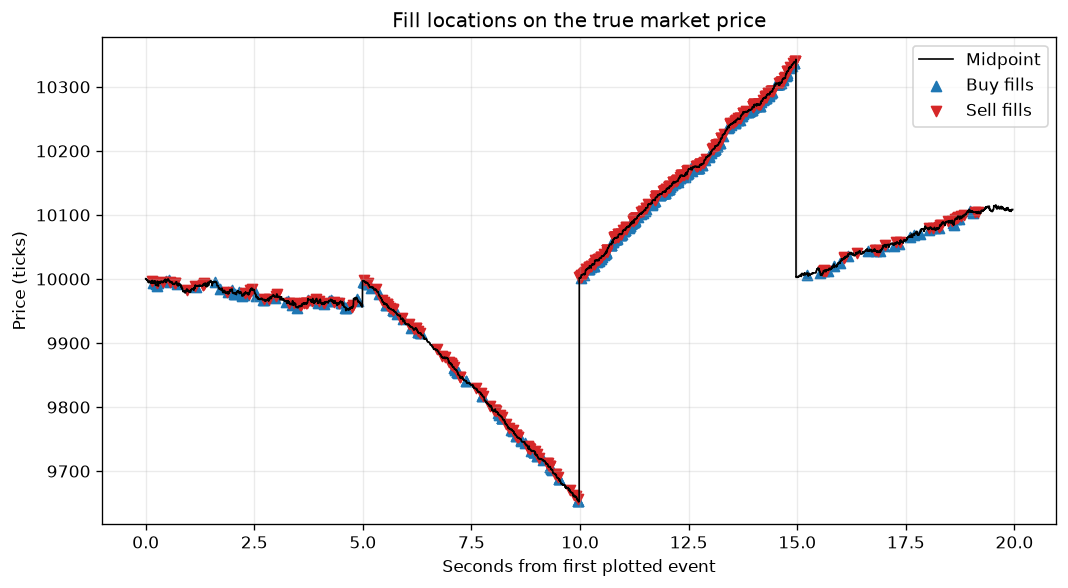 Fill locations on the true market price
Midpoint
Buy fills
Sell fills
Price (ticks)
10300
10200
10100
10000
9900
9800
9700
0.0
2.5
5.0
7.5
10.0
12.5
15.0
17.5
20.0
Seconds from first plotted event